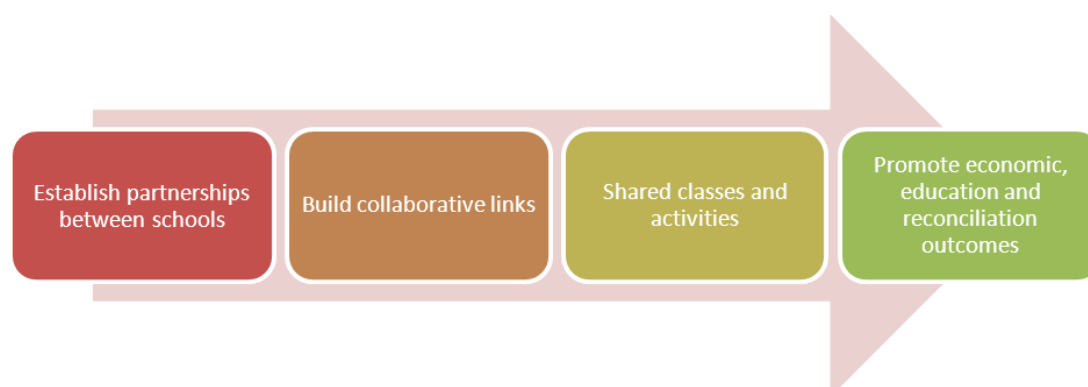 Establish partnerships
between schools
Build collaborative links
Shared classes and
activities
Promote economic,
education and
reconciliation
outcomes